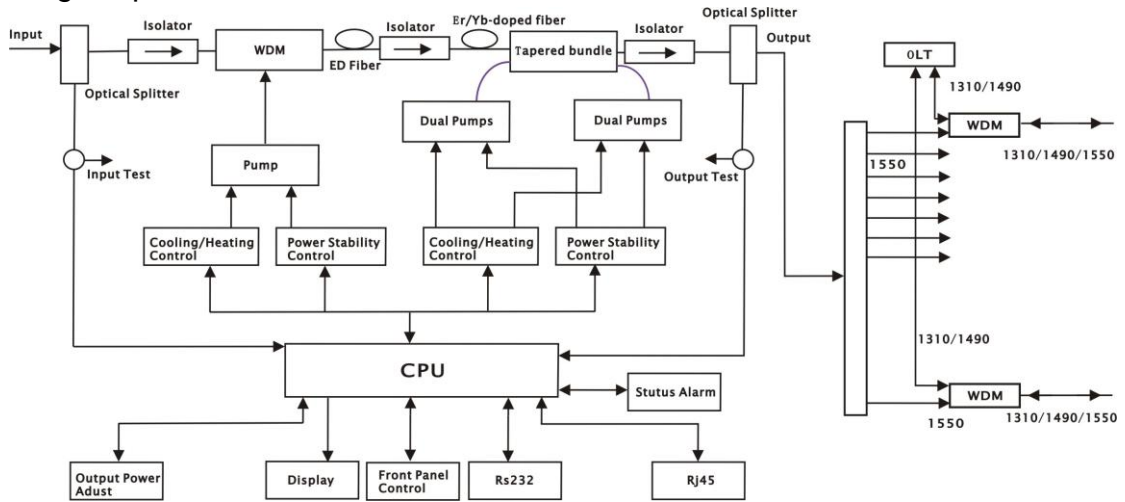 Input
Isolator
WDM
ED Fiber
Isolator
Er/Yb-doped fiber
Tapered bundle
Isolator
Optical Splitter
Output
Optical Splitter
Input Test
Pump
Dual Pumps
Dual Pumps
Output Test
Cooling/Heating
Control
Power Stability
Control
Cooling/Heating
Control
Power Stability
Control
CPU
Stutus Alarm
Output Power
Adust
Display
Front Panel
Control
Rs232
Rj45
OLT
1310/1490
WDM
1310/1490/1550
1550
1310/1490
WDM
1310/1490/1550
1550